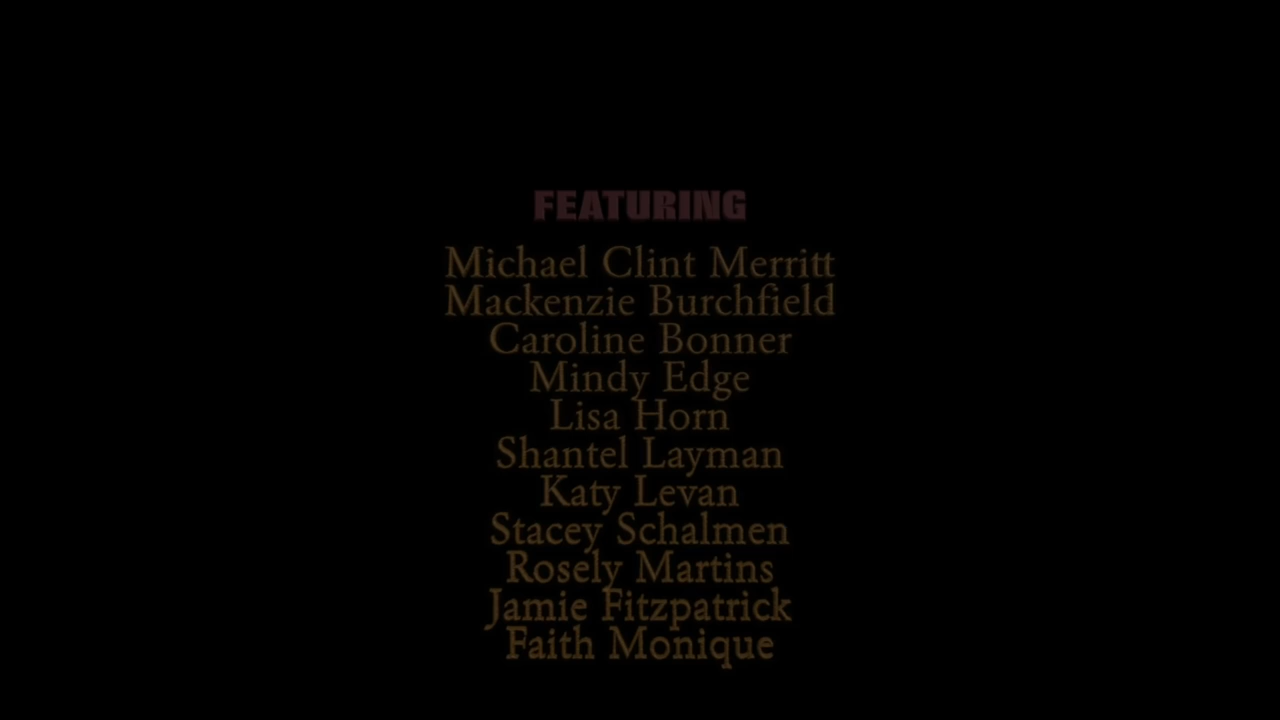 FEATURING
Michael Clint Merritt
Mackenzie Burchfield
Caroline Bonner
Mindy Edge
Lisa Horn
Shantel Layman
Katy Levan
Stacey Schalmen
Rosely Martins
Jamie Fitzpatrick
Faith Monique